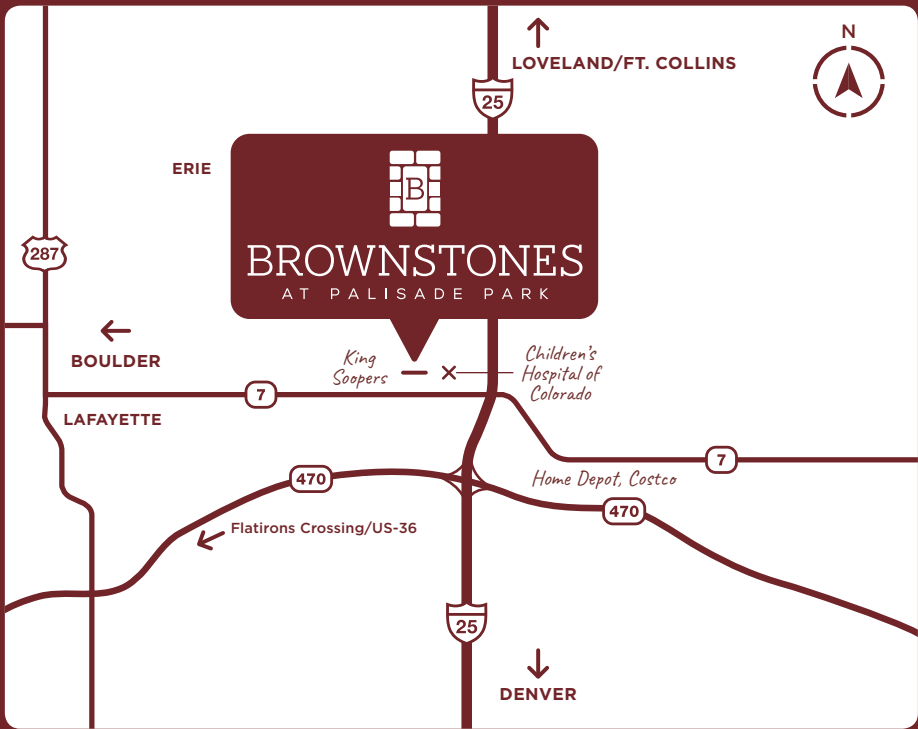 N
LOVELAND/FT. COLLINS
25
ERIE
B
BROWNSTONES
AT PALISADE PARK
287
BOULDER
King
Soopers
Children's
Hospital of
Colorado
7
LAFAYETTE
7
470
Home Depot, Costco
470
Flatirons Crossing/US-36
25
DENVER